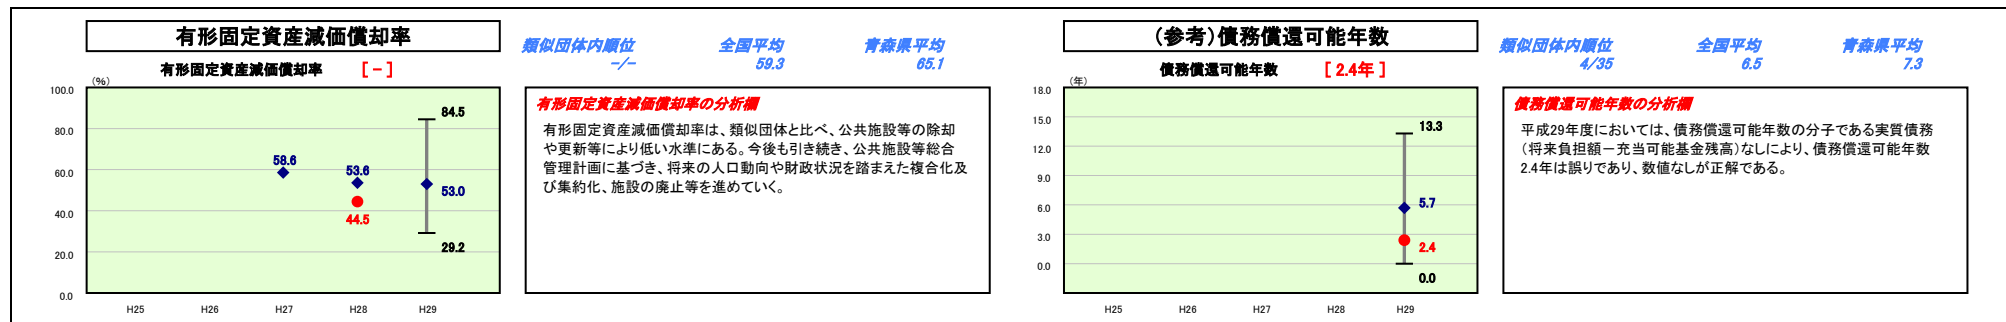 有形固定資産減価償却率
有形固定資産減価償却率 [ - ]
類似団体内順位 全国平均 青森県平均
-/- 59.3 65.1
(%)
100.0
80.0
60.0
40.0
20.0
0.0
84.5
58.6
53.6
53.0
44.5
29.2
H25 H26 H27 H28 H29
有形固定資産減価償却率の分析欄
有形固定資産減価償却率は、類似団体と比べ、公共施設等の除却
や更新等により低い水準にある。今後も引き続き、公共施設等総合
管理計画に基づき、将来の人口動向や財政状況を踏まえた複合化及
び集約化、施設の廃止等を進めていく。
(参考)債務償還可能年数
債務償還可能年数 [ 2.4年 ]
類似団体内順位 全国平均 青森県平均
4/35 6.5 7.3
(年)
18.0
15.0
12.0
9.0
6.0
3.0
0.0
13.3
5.7
2.4
0.0
H25 H26 H27 H28 H29
債務償還可能年数の分析欄
平成29年度においては、債務償還可能年数の分子である実質債務
(将来負担額-充当可能基金残高)なしにより、債務償還可能年数
2.4年は誤りであり、数値なしが正解である。